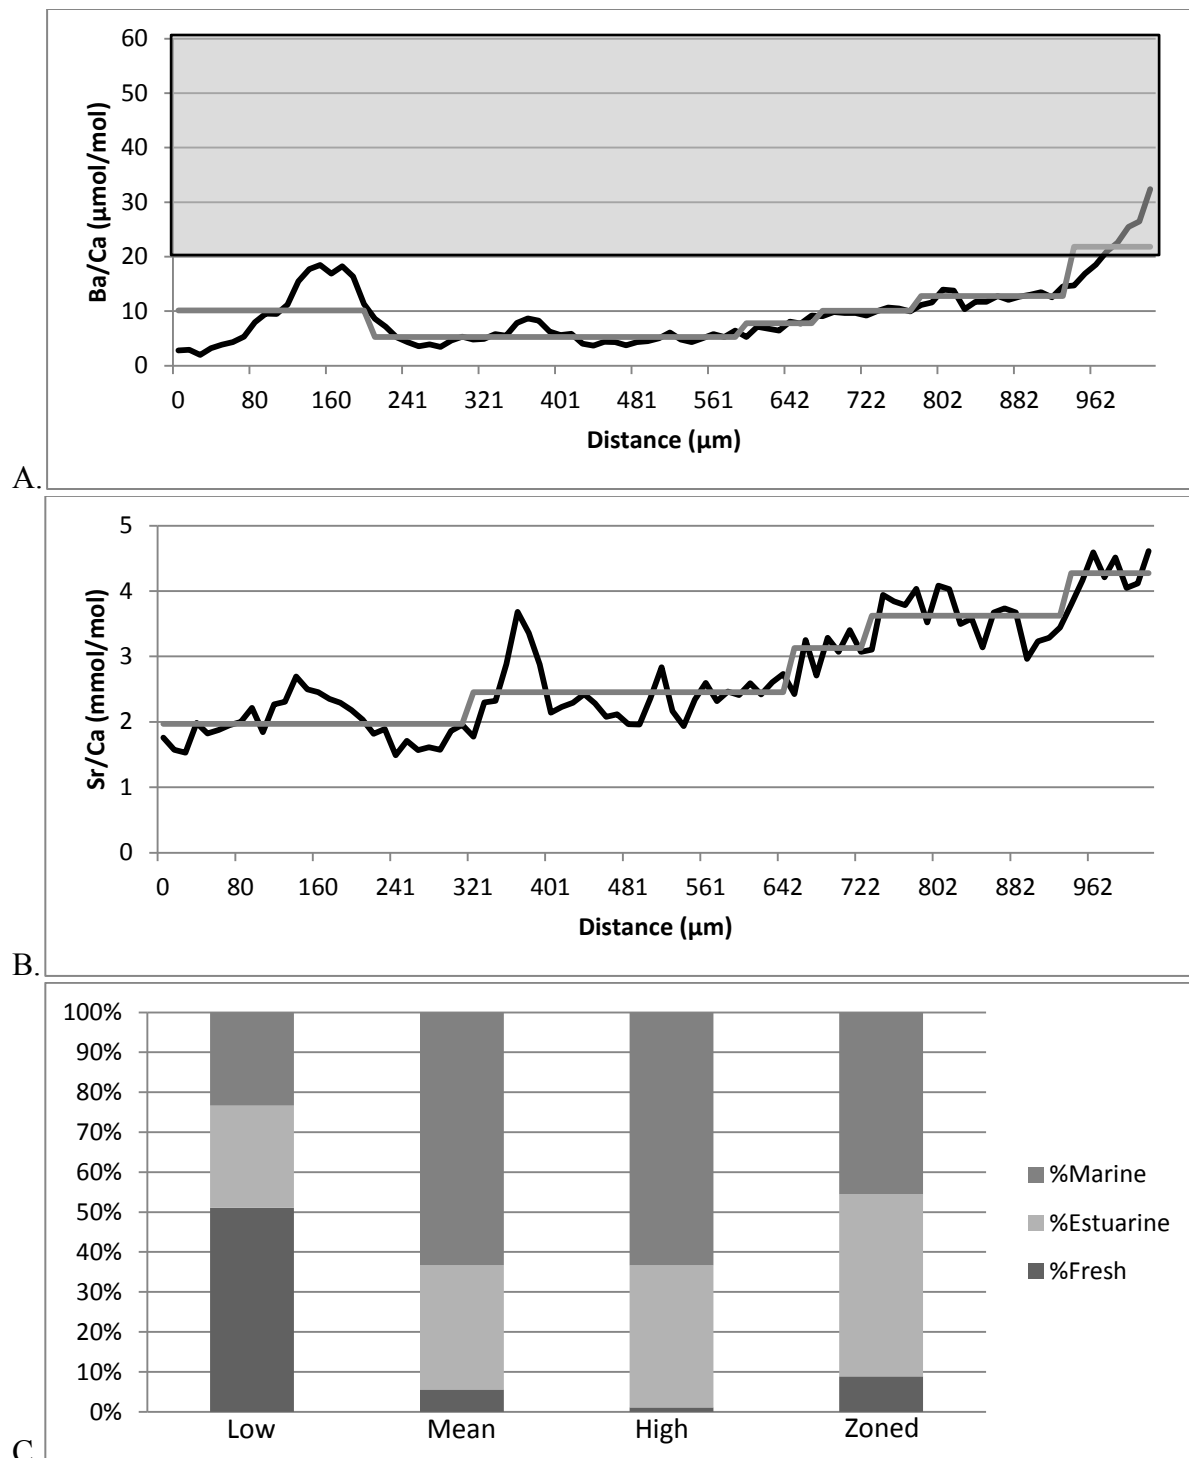 60
50
40
30
20
10
0
Ba/Ca (µmol/mol)
0 80 160 241 321 401 481 561 642 722 802 882 962
Distance (µm)
A.
5
4
3
2
1
0
Sr/Ca (mmol/mol)
0 80 160 241 321 401 481 561 642 722 802 882 962
Distance (µm)
B.
100%
90%
80%
70%
60%
50%
40%
30%
20%
10%
0%
Low Mean High Zoned
%Marine
%Estuarine
%Fresh
C